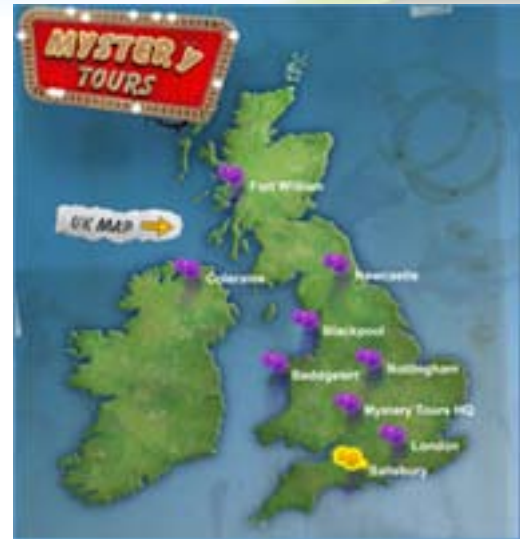 MYSTERY
TOURS
Fort William
UK MAP
Coleraine
Newcastle
Blackpool
Beddgelert
Nottingham
Mystery Tours HQ
London
Salisbury